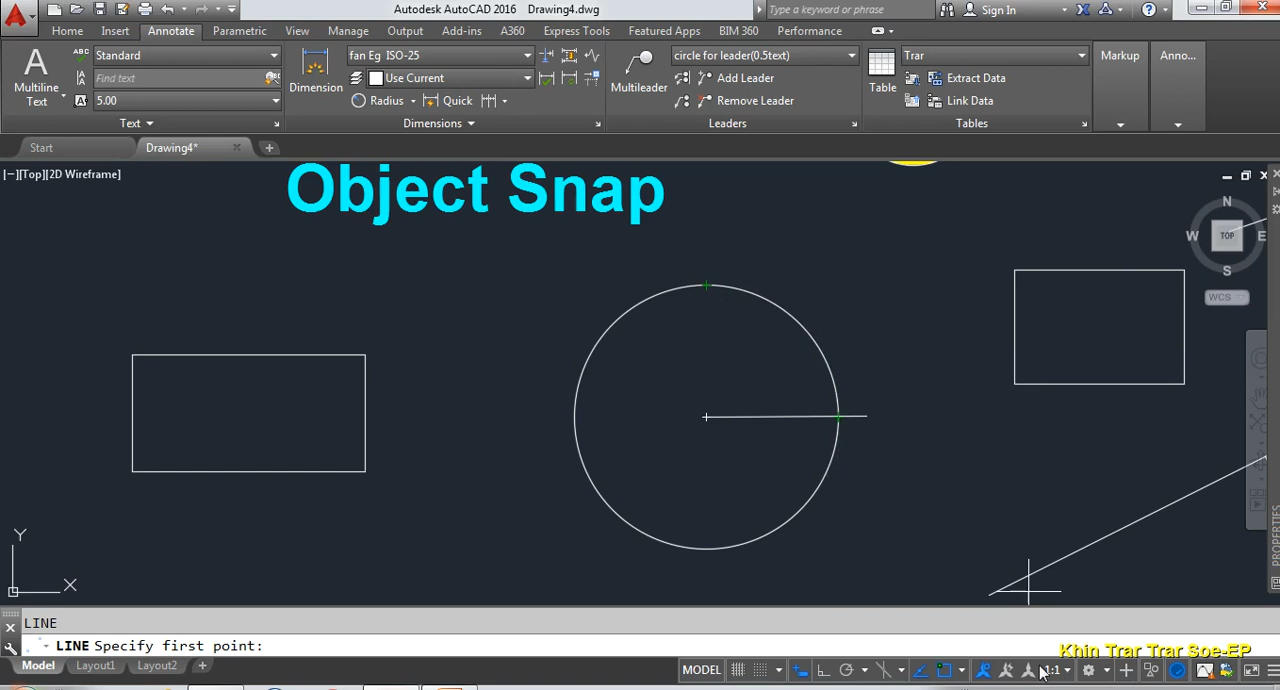 Autodesk AutoCAD 2016 Drawing4.dwg
Type a keyword or phrase
Sign In
Home Insert Annotate Parametric View Manage Output Add-ins A360 Express Tools Featured Apps BIM 360 Performance
Multiline Text
Standard
Find text
5.00
Text
Dimension
fan Eg ISO-25
Use Current
Radius Quick
Dimensions
Multileader
circle for leader(0.5text)
Add Leader
Remove Leader
Leaders
Table
Trar
Extract Data
Link Data
Tables
Markup
Anno...
Start Drawing4*
[−][Top][2D Wireframe]
Object Snap
N
W TOP E
S
WCS
Y
X
PROPERTIES
LINE
LINE Specify first point:
Khin Trar Trar Soe-EP
Model Layout1 Layout2
MODEL 1:1